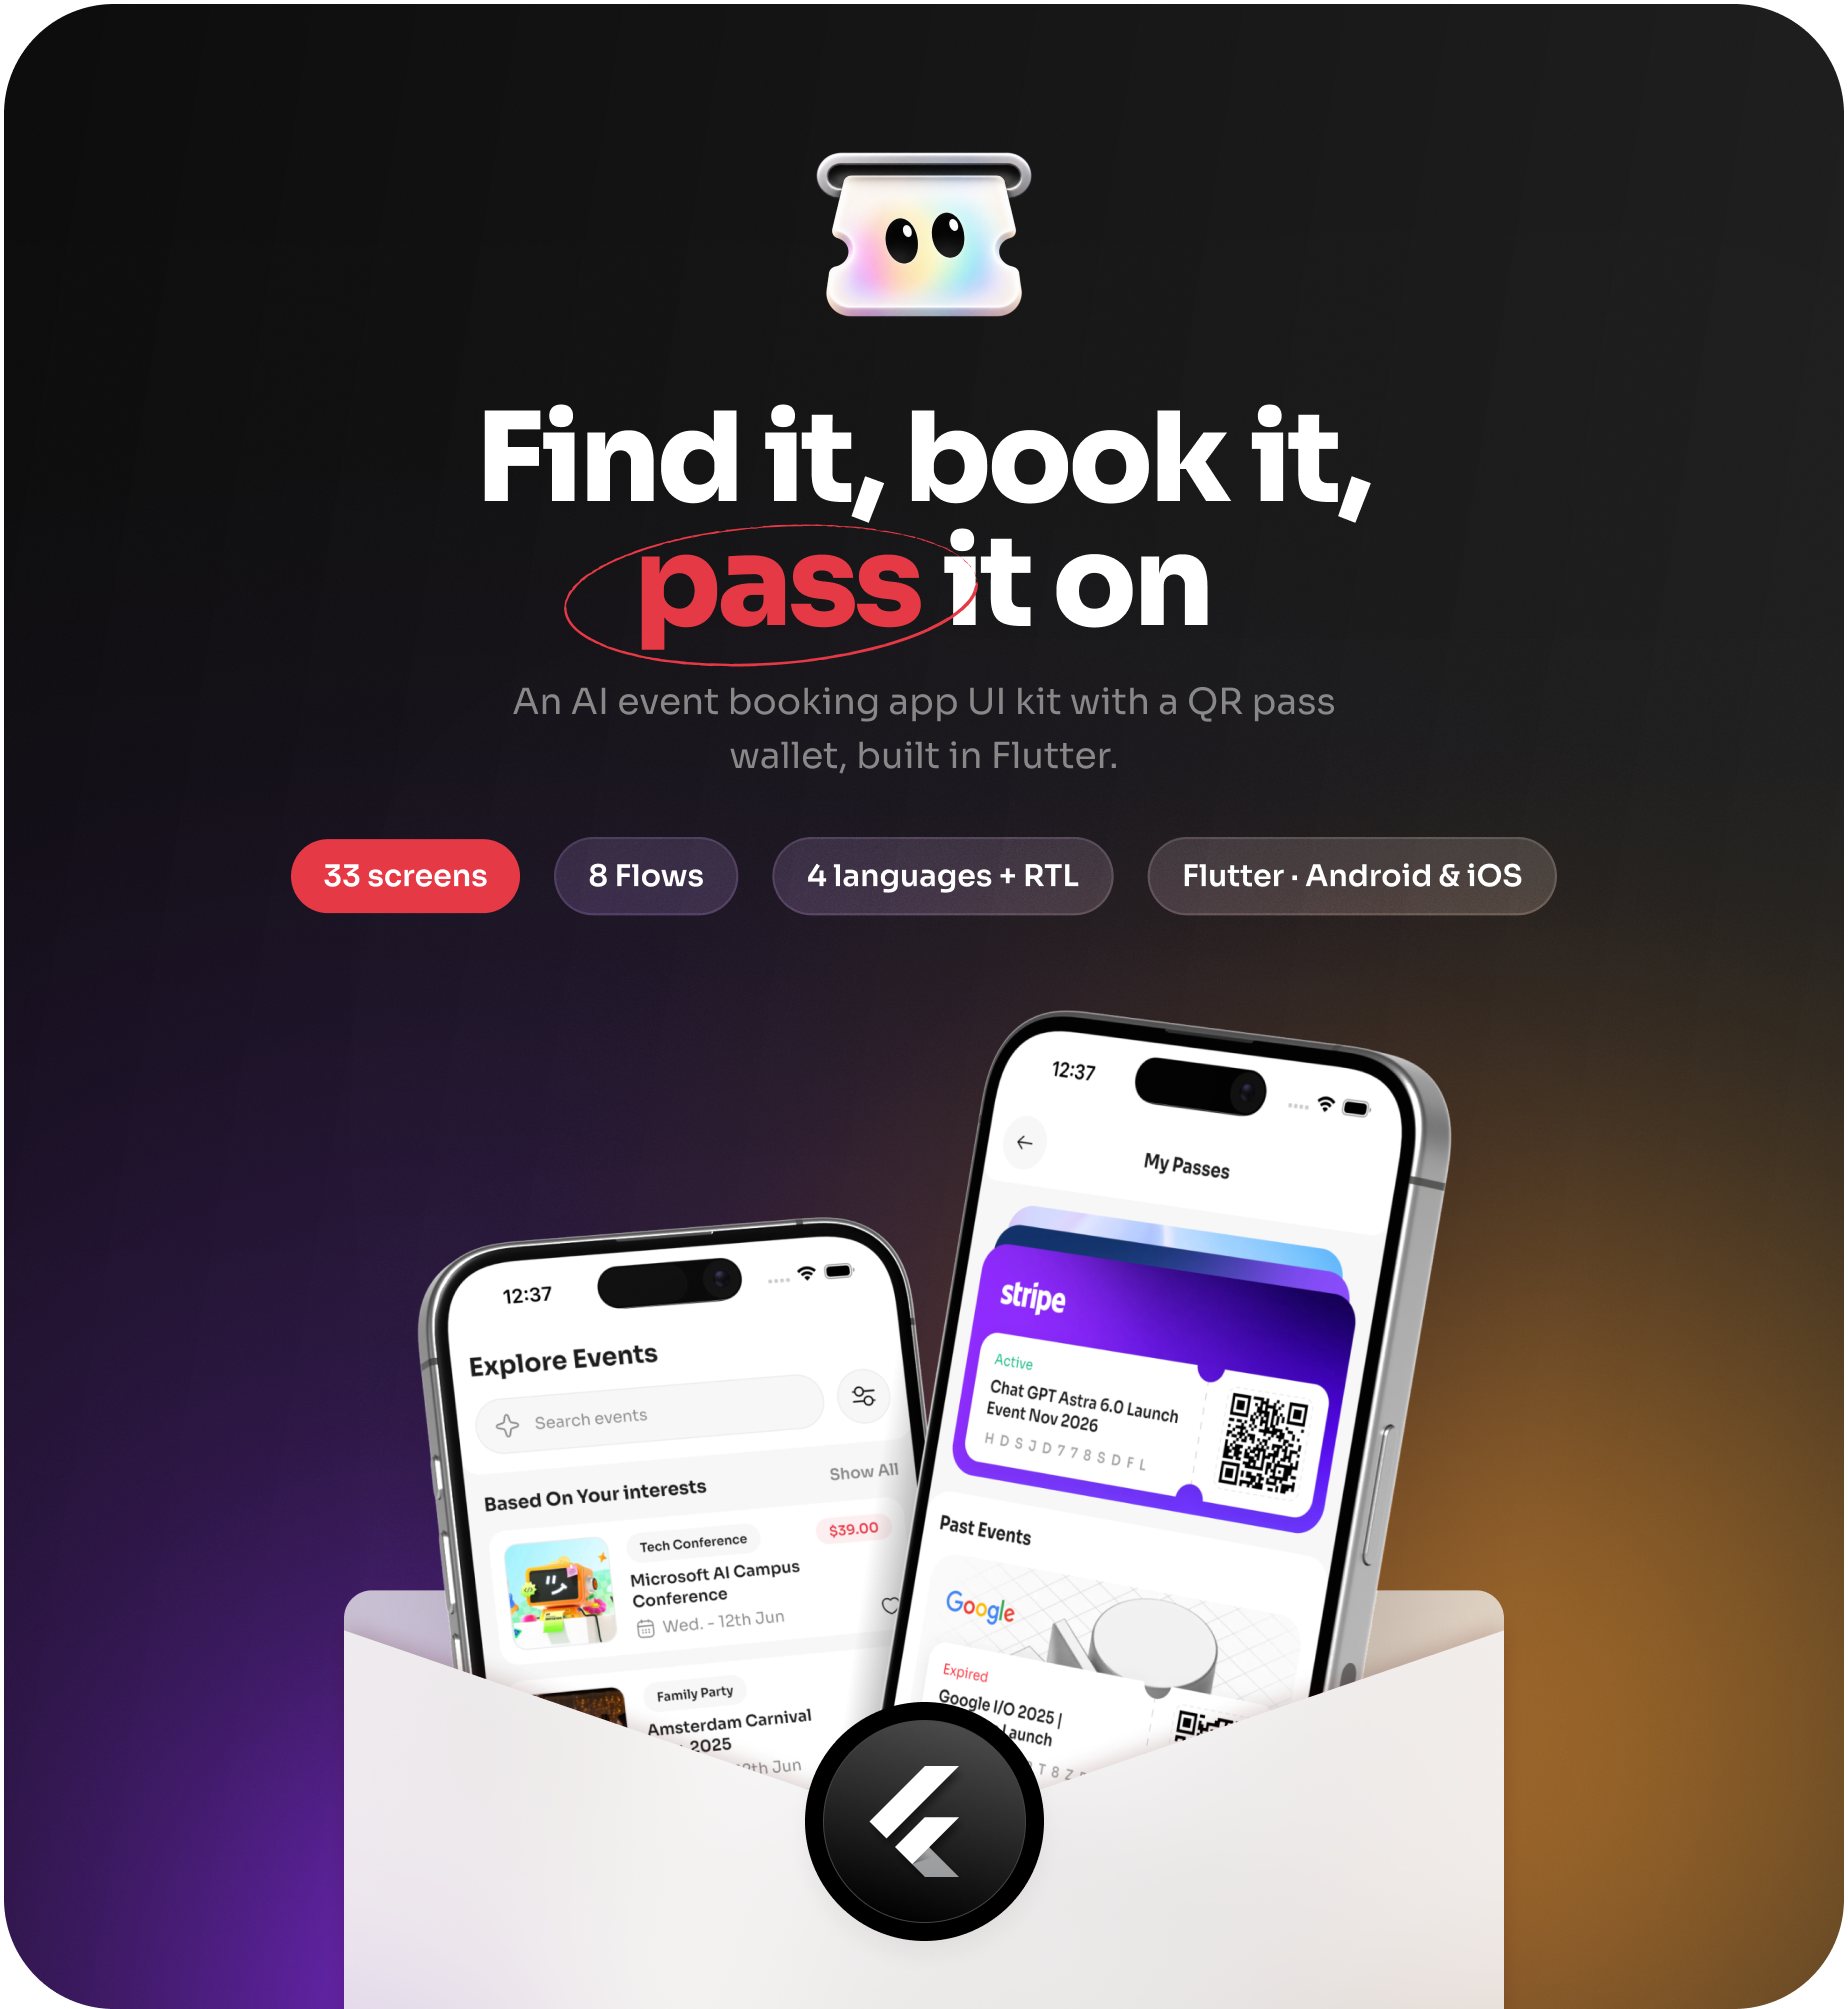 Find it, book it,
pass it on
An AI event booking app UI kit with a QR pass
wallet, built in Flutter.
33 screens
8 Flows
4 languages + RTL
Flutter · Android & iOS
12:37
Explore Events
Search events
Based On Your interests
Show All
Tech Conference
$39.00
Microsoft AI Campus
Conference
Wed. - 12th Jun
Family Party
Amsterdam Carnival
2025
Jun
12:37
My Passes
stripe
Active
Chat GPT Astra 6.0 Launch
Event Nov 2026
HDSJD778SDFL
Past Events
Google
Expired
Google I/O 2025 |
Launch